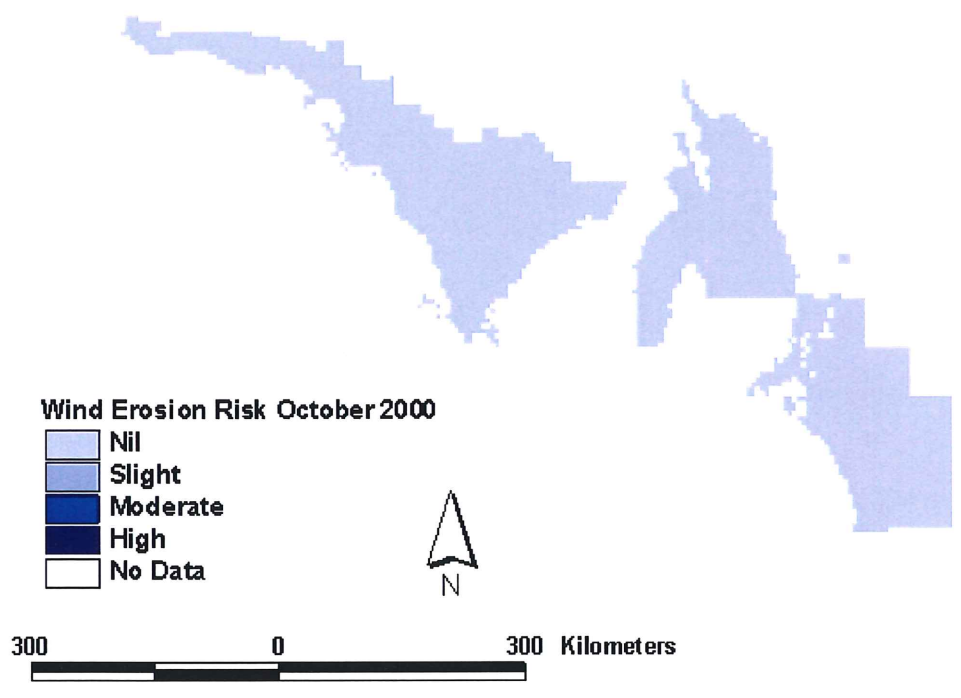 Wind Erosion Risk October 2000
Nil
Slight
Moderate
High
No Data
N
300 0 300 Kilometers